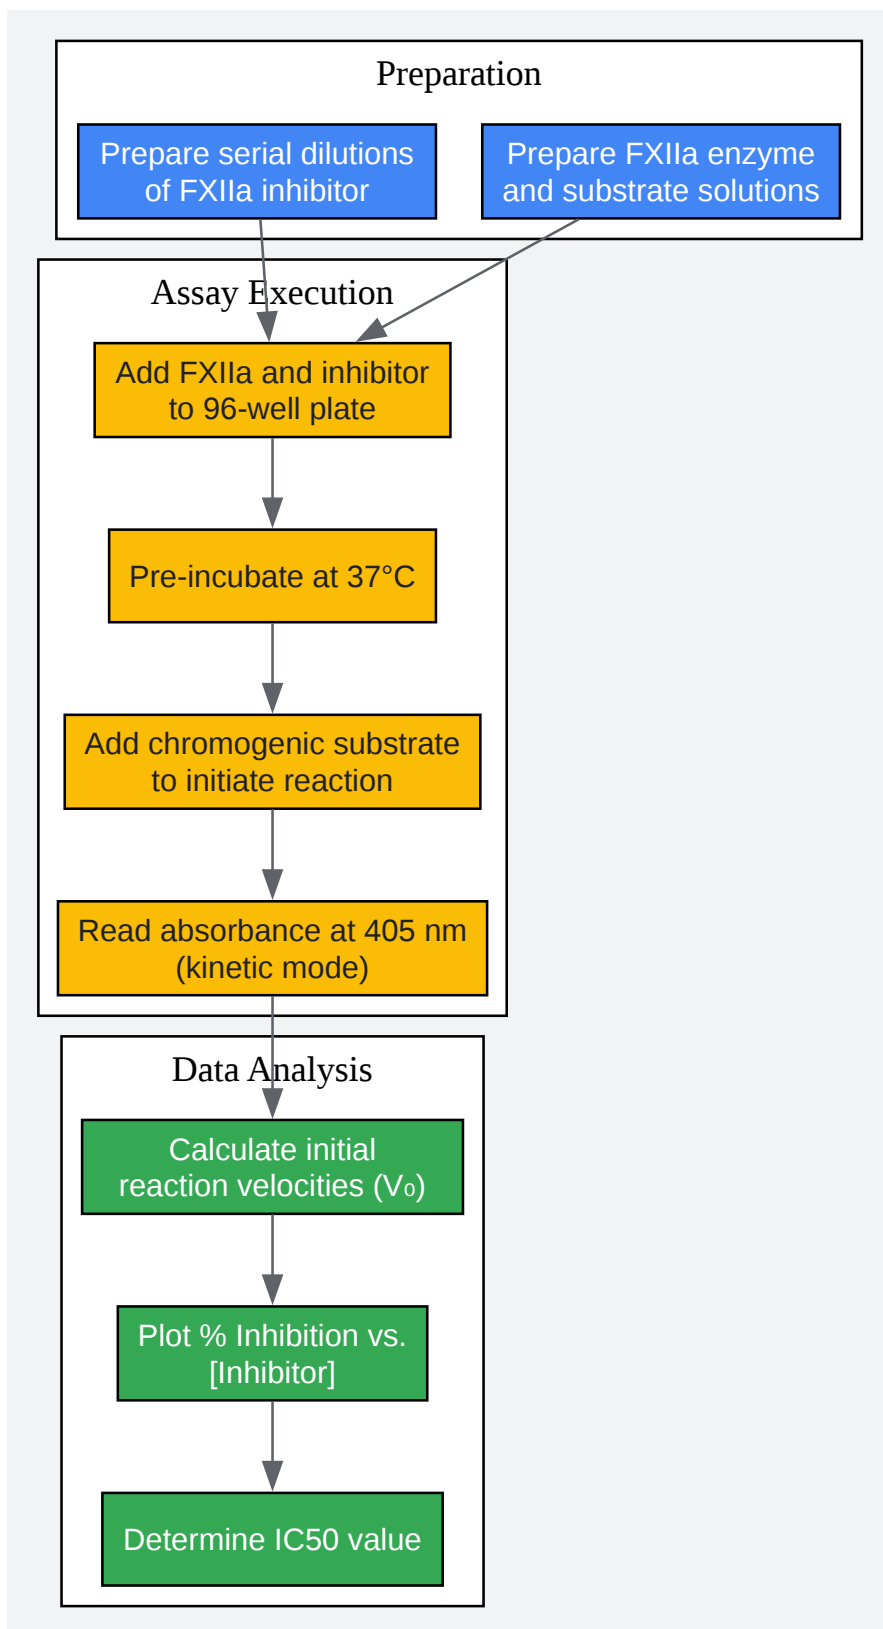 Preparation
Prepare serial dilutions
of FXIIa inhibitor
Prepare FXIIa enzyme
and substrate solutions
Assay Execution
Add FXIIa and inhibitor
to 96-well plate
Pre-incubate at 37°C
Add chromogenic substrate
to initiate reaction
Read absorbance at 405 nm
(kinetic mode)
Data Analysis
Calculate initial
reaction velocities (V₀)
Plot % Inhibition vs.
[Inhibitor]
Determine IC50 value